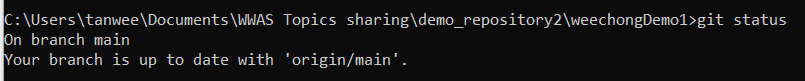 C:\Users\tanwee\Documents\WWAS Topics sharing\demo_repository2\weechongDemo1>git status
On branch main
Your branch is up to date with 'origin/main'.